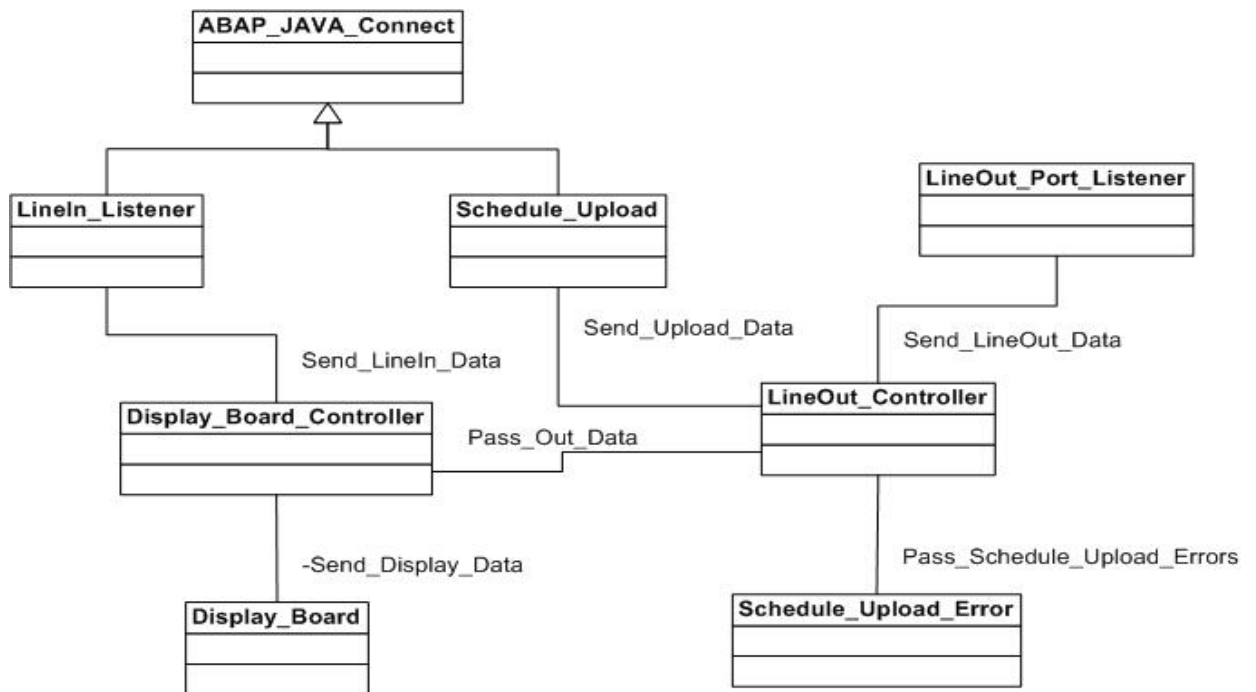 ABAP_JAVA_Connect
LineOut_Port_Listener
LineIn_Listener
Schedule_Upload
Send_Upload_Data
Send_LineOut_Data
Send_LineIn_Data
LineOut_Controller
Display_Board_Controller
Pass_Out_Data
Pass_Schedule_Upload_Errors
-Send_Display_Data
Schedule_Upload_Error
Display_Board